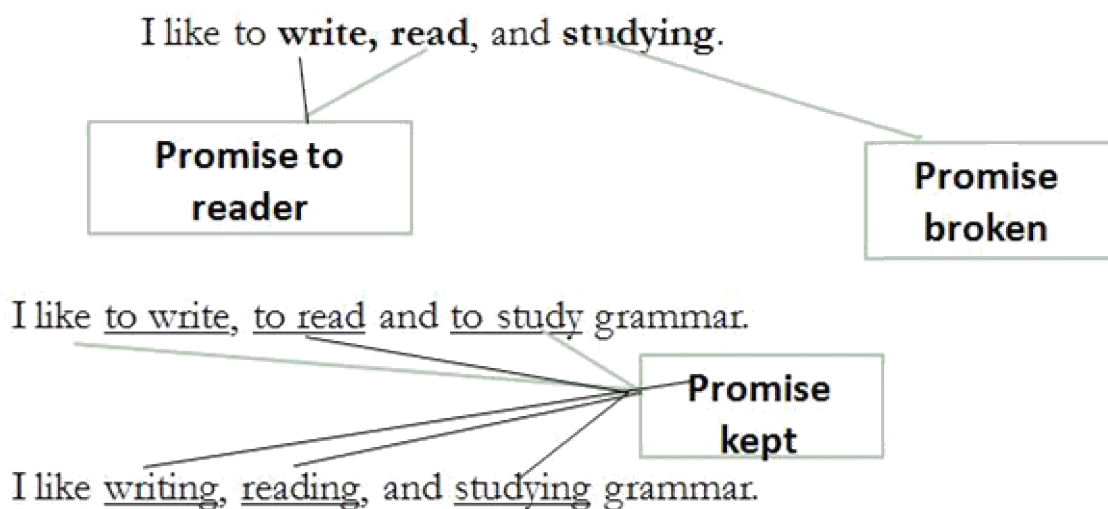 I like to write, read, and studying.
Promise to
reader
Promise
broken
I like to write, to read and to study grammar.
Promise
kept
I like writing, reading, and studying grammar.